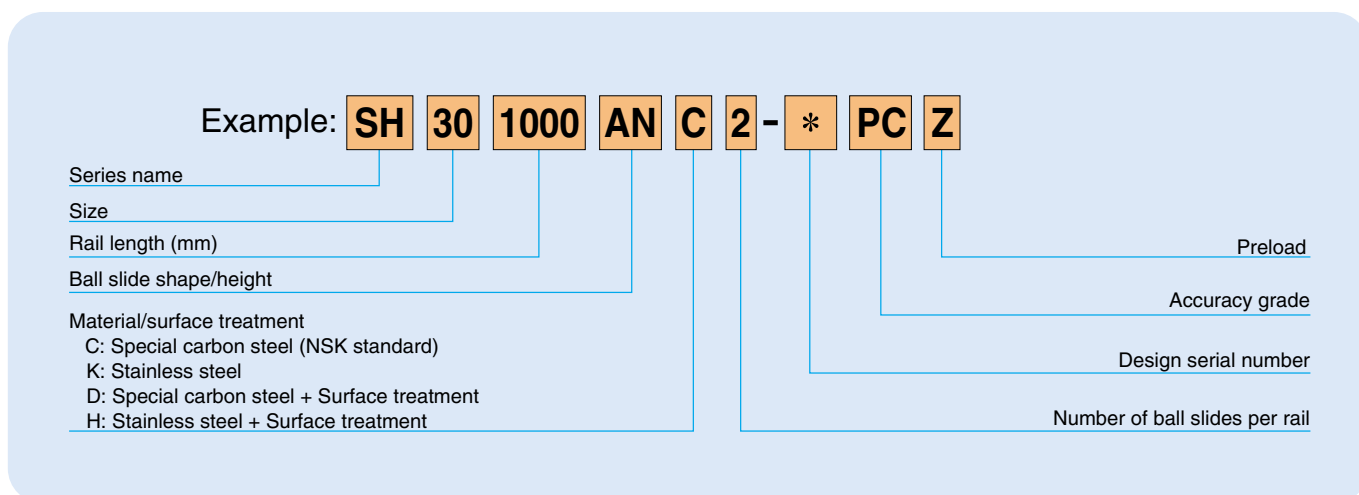 Example: SH 30 1000 AN C 2 - * PC Z
Series name
Size
Rail length (mm)
Ball slide shape/height
Material/surface treatment
C: Special carbon steel (NSK standard)
K: Stainless steel
D: Special carbon steel + Surface treatment
H: Stainless steel + Surface treatment
Preload
Accuracy grade
Design serial number
Number of ball slides per rail